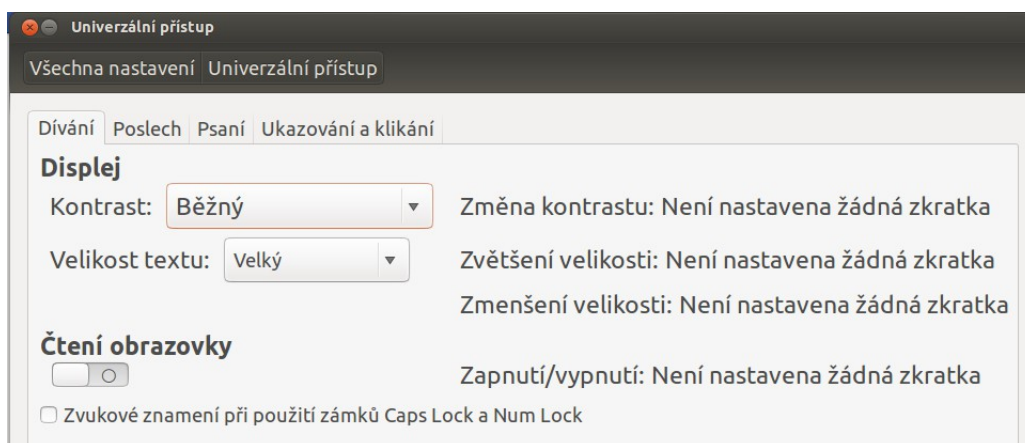 Univerzální přístup
Všechna nastavení Univerzální přístup
Dívání Poslech Psaní Ukazování a klikání
Displej
Kontrast: Běžný Změna kontrastu: Není nastavena žádná zkratka
Velikost textu: Velký Zvětšení velikosti: Není nastavena žádná zkratka
Zmenšení velikosti: Není nastavena žádná zkratka
Čtení obrazovky
Zapnutí/vypnutí: Není nastavena žádná zkratka
Zvukové znamení při použití zámků Caps Lock a Num Lock